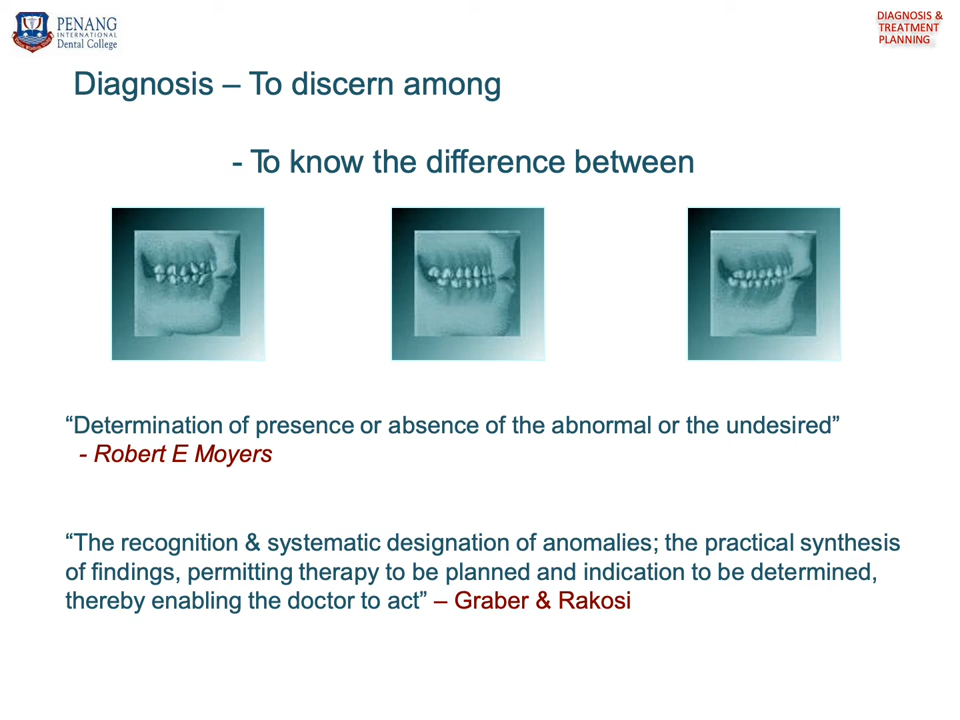 PENANG
INTERNATIONAL
Dental College
DIAGNOSIS &
TREATMENT
PLANNING
Diagnosis – To discern among
- To know the difference between
“Determination of presence or absence of the abnormal or the undesired”
- Robert E Moyers
“The recognition & systematic designation of anomalies; the practical synthesis
of findings, permitting therapy to be planned and indication to be determined,
thereby enabling the doctor to act” – Graber & Rakosi